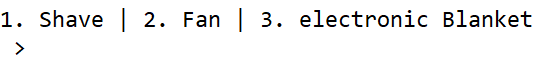 1. Shave | 2. Fan | 3. electronic Blanket
>